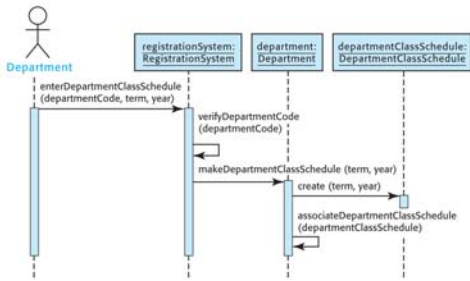 registrationSystem:
RegistrationSystem
department:
Department
departmentClassSchedule:
DepartmentClassSchedule
Department
enterDepartmentClassSchedule
(departmentCode, term, year)
verifyDepartmentCode
(departmentCode)
makeDepartmentClassSchedule (term, year)
create (term, year)
associateDepartmentClassSchedule
(departmentClassSchedule)